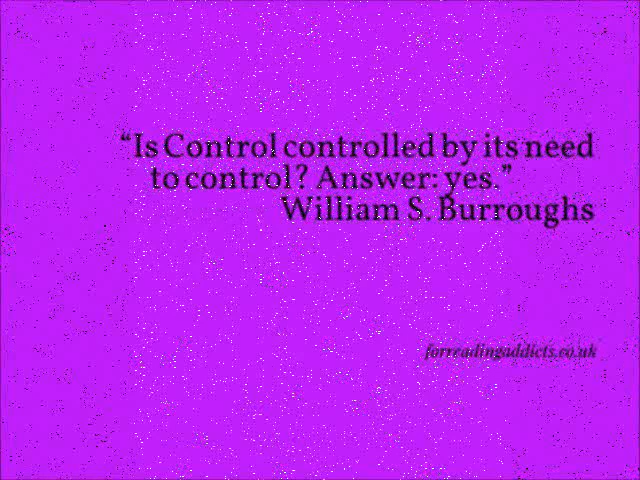 “Is Control controlled by its need
to control? Answer: yes.”
William S. Burroughs
forreadingaddicts.co.uk